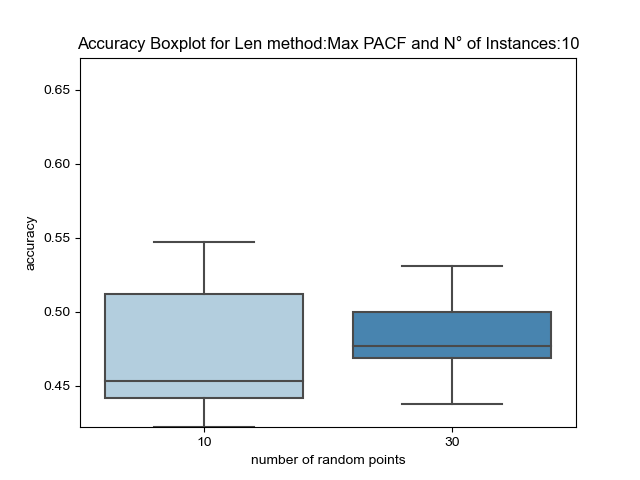 Accuracy Boxplot for Len method:Max PACF and N° of Instances:10
0.65
0.60
0.55
0.50
0.45
accuracy
10
30
number of random points